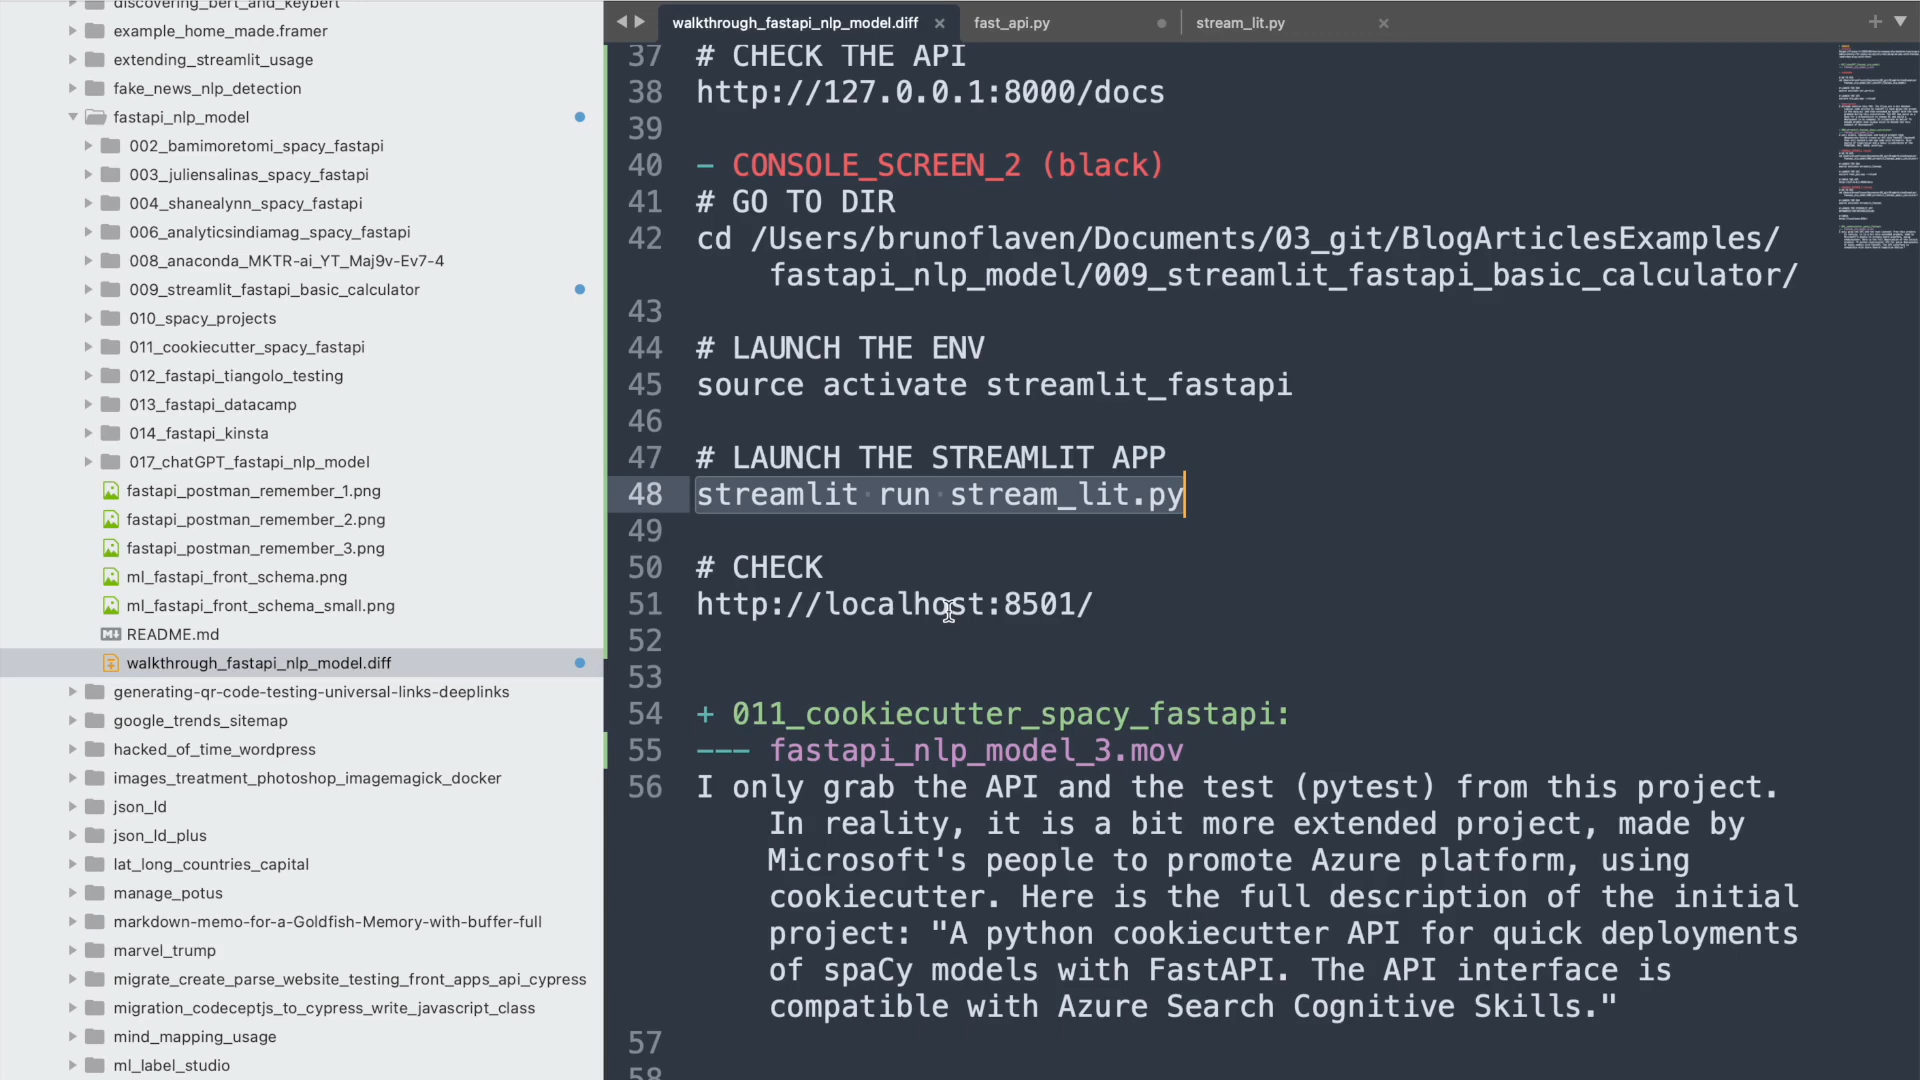 discovering_bert_and_keybert
example_home_made.framer
extending_streamlit_usage
fake_news_nlp_detection
fastapi_nlp_model
002_bamimoretomi_spacy_fastapi
003_juliensalinas_spacy_fastapi
004_shanealynn_spacy_fastapi
006_analyticsindiamag_spacy_fastapi
008_anaconda_MKTR-ai_YT_Maj9v-Ev7-4
009_streamlit_fastapi_basic_calculator
010_spacy_projects
011_cookiecutter_spacy_fastapi
012_fastapi_tiangolo_testing
013_fastapi_datacamp
014_fastapi_kinsta
017_chatGPT_fastapi_nlp_model
fastapi_postman_remember_1.png
fastapi_postman_remember_2.png
fastapi_postman_remember_3.png
ml_fastapi_front_schema.png
ml_fastapi_front_schema_small.png
README.md
walkthrough_fastapi_nlp_model.diff
generating-qr-code-testing-universal-links-deeplinks
google_trends_sitemap
hacked_of_time_wordpress
images_treatment_photoshop_imagemagick_docker
json_ld
json_ld_plus
lat_long_countries_capital
manage_potus
markdown-memo-for-a-Goldfish-Memory-with-buffer-full
marvel_trump
migrate_create_parse_website_testing_front_apps_api_cypress
migration_codeceptjs_to_cypress_write_javascript_class
mind_mapping_usage
ml_label_studio
walkthrough_fastapi_nlp_model.diff × fast_api.py stream_lit.py ×
37 # CHECK THE API
38 http://127.0.0.1:8000/docs
39
40 - CONSOLE_SCREEN_2 (black)
41 # GO TO DIR
42 cd /Users/brunoflaven/Documents/03_git/BlogArticlesExamples/
fastapi_nlp_model/009_streamlit_fastapi_basic_calculator/
43
44 # LAUNCH THE ENV
45 source activate streamlit_fastapi
46
47 # LAUNCH THE STREAMLIT APP
48 streamlit run stream_lit.py
49
50 # CHECK
51 http://localhost:8501/
52
53
54 + 011_cookiecutter_spacy_fastapi:
55 --- fastapi_nlp_model_3.mov
56 I only grab the API and the test (pytest) from this project.
In reality, it is a bit more extended project, made by
Microsoft's people to promote Azure platform, using
cookiecutter. Here is the full description of the initial
project: "A python cookiecutter API for quick deployments
of spaCy models with FastAPI. The API interface is
compatible with Azure Search Cognitive Skills."
57
58